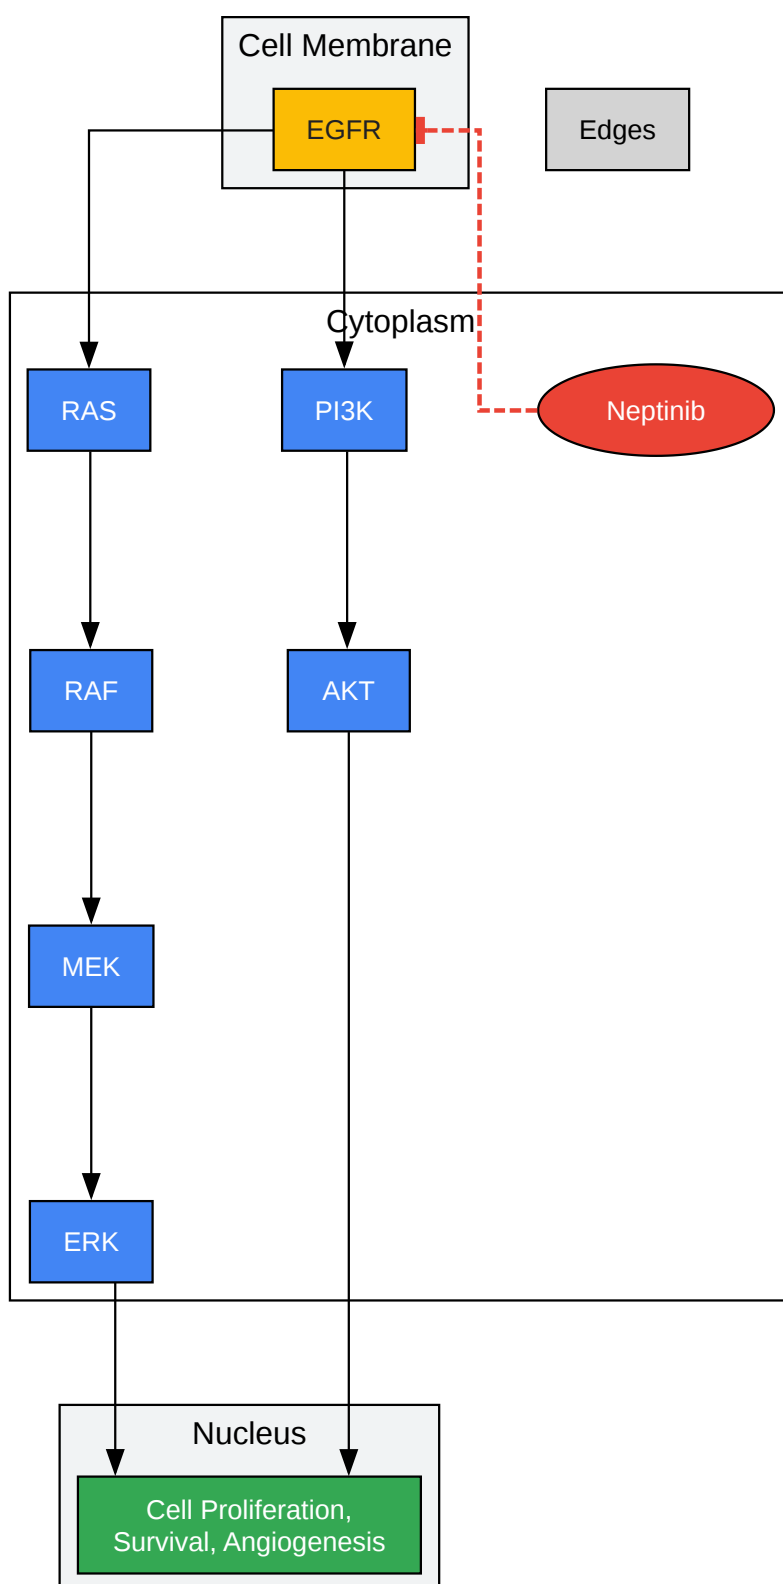 Cell Membrane
EGFR
Edges
Cytoplasm
RAS
PI3K
Neptinib
RAF
AKT
MEK
ERK
Nucleus
Cell Proliferation,
Survival, Angiogenesis